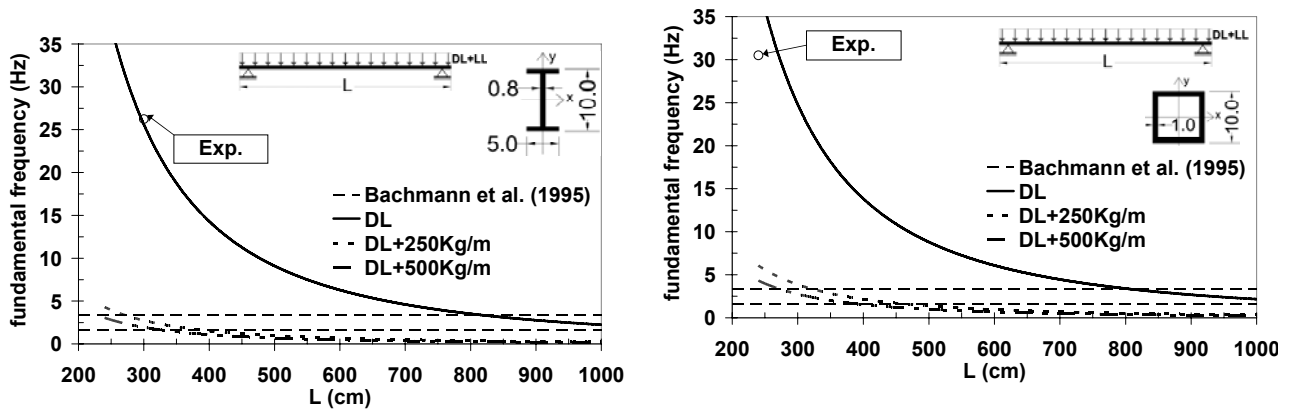 fundamental frequency (Hz)
35
30
25
20
15
10
5
0
DL+LL
L
y
x
0.8
10.0
5.0
Exp.
Bachmann et al. (1995)
DL
DL+250Kg/m
DL+500Kg/m
200 300 400 500 600 700 800 900 1000
L (cm)
fundamental frequency (Hz)
35
30
25
20
15
10
5
0
Exp.
DL+LL
L
y
x
1.0
10.0
Bachmann et al. (1995)
DL
DL+250Kg/m
DL+500Kg/m
200 300 400 500 600 700 800 900 1000
L (cm)